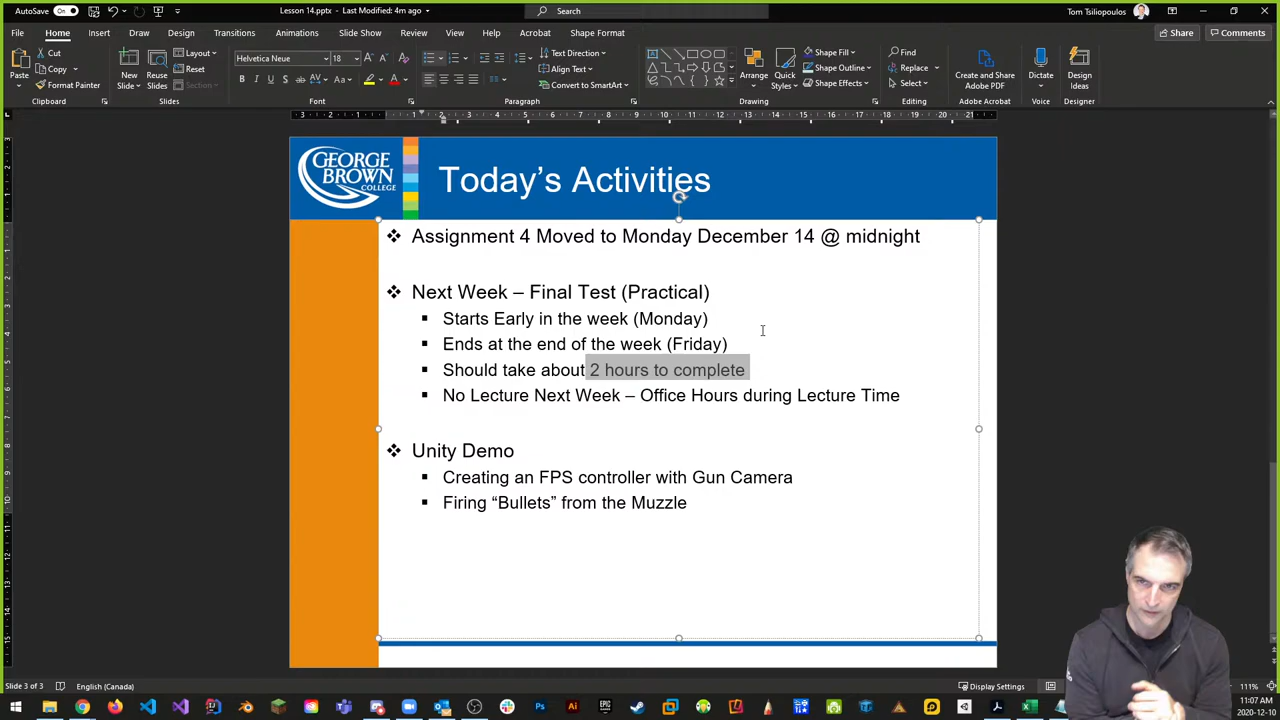 AutoSave On
Lesson 14.pptx - Last Modified: 4m ago
Search
Tom Tsiliopoulos
File Home Insert Draw Design Transitions Animations Slide Show Review View Help Acrobat Shape Format
Share Comments
Paste
Cut
Copy
Format Painter
Clipboard
New Slides
Reuse Slides
Layout
Reset
Section
Slides
Helvetica Neue 18
Font
Text Direction
Align Text
Convert to SmartArt
Paragraph
Arrange
Quick Styles
Shape Fill
Shape Outline
Shape Effects
Drawing
Find
Replace
Select
Editing
Create and Share Adobe PDF
Adobe Acrobat
Dictate
Voice
Design Ideas
Designer
GEORGE BROWN COLLEGE
Today’s Activities
❖ Assignment 4 Moved to Monday December 14 @ midnight
❖ Next Week – Final Test (Practical)
▪ Starts Early in the week (Monday)
▪ Ends at the end of the week (Friday)
▪ Should take about 2 hours to complete
▪ No Lecture Next Week – Office Hours during Lecture Time
❖ Unity Demo
▪ Creating an FPS controller with Gun Camera
▪ Firing “Bullets” from the Muzzle
Slide 3 of 3 English (Canada)
Display Settings
111%
11:07 AM
2020-12-10